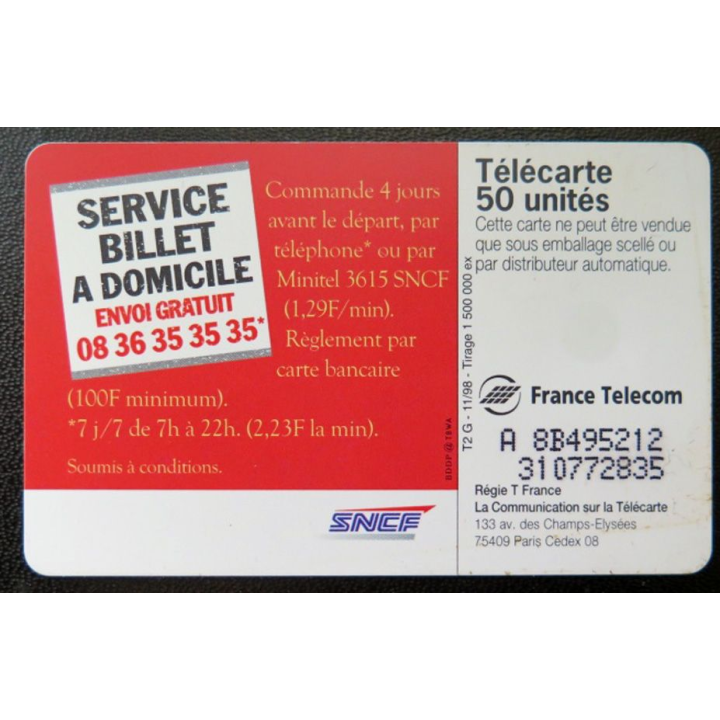 SERVICE
BILLET
A DOMICILE
ENVOI GRATUIT
08 36 35 35 35*
Commande 4 jours
avant le départ, par
téléphone* ou par
Minitel 3615 SNCF
(1,29F/min).
Règlement par
carte bancaire
(100F minimum).
*7 j/7 de 7h à 22h. (2,23F la min).
Soumis à conditions.
BDDP@TBWA
SNCF
T2 G - 11/98 - Tirage 1 500 000 ex
Télécarte
50 unités
Cette carte ne peut être vendue
que sous emballage scellé ou
par distributeur automatique.
France Telecom
A 8B495212
310772835
Régie T France
La Communication sur la Télécarte
133 av. des Champs-Elysées
75409 Paris Cedex 08